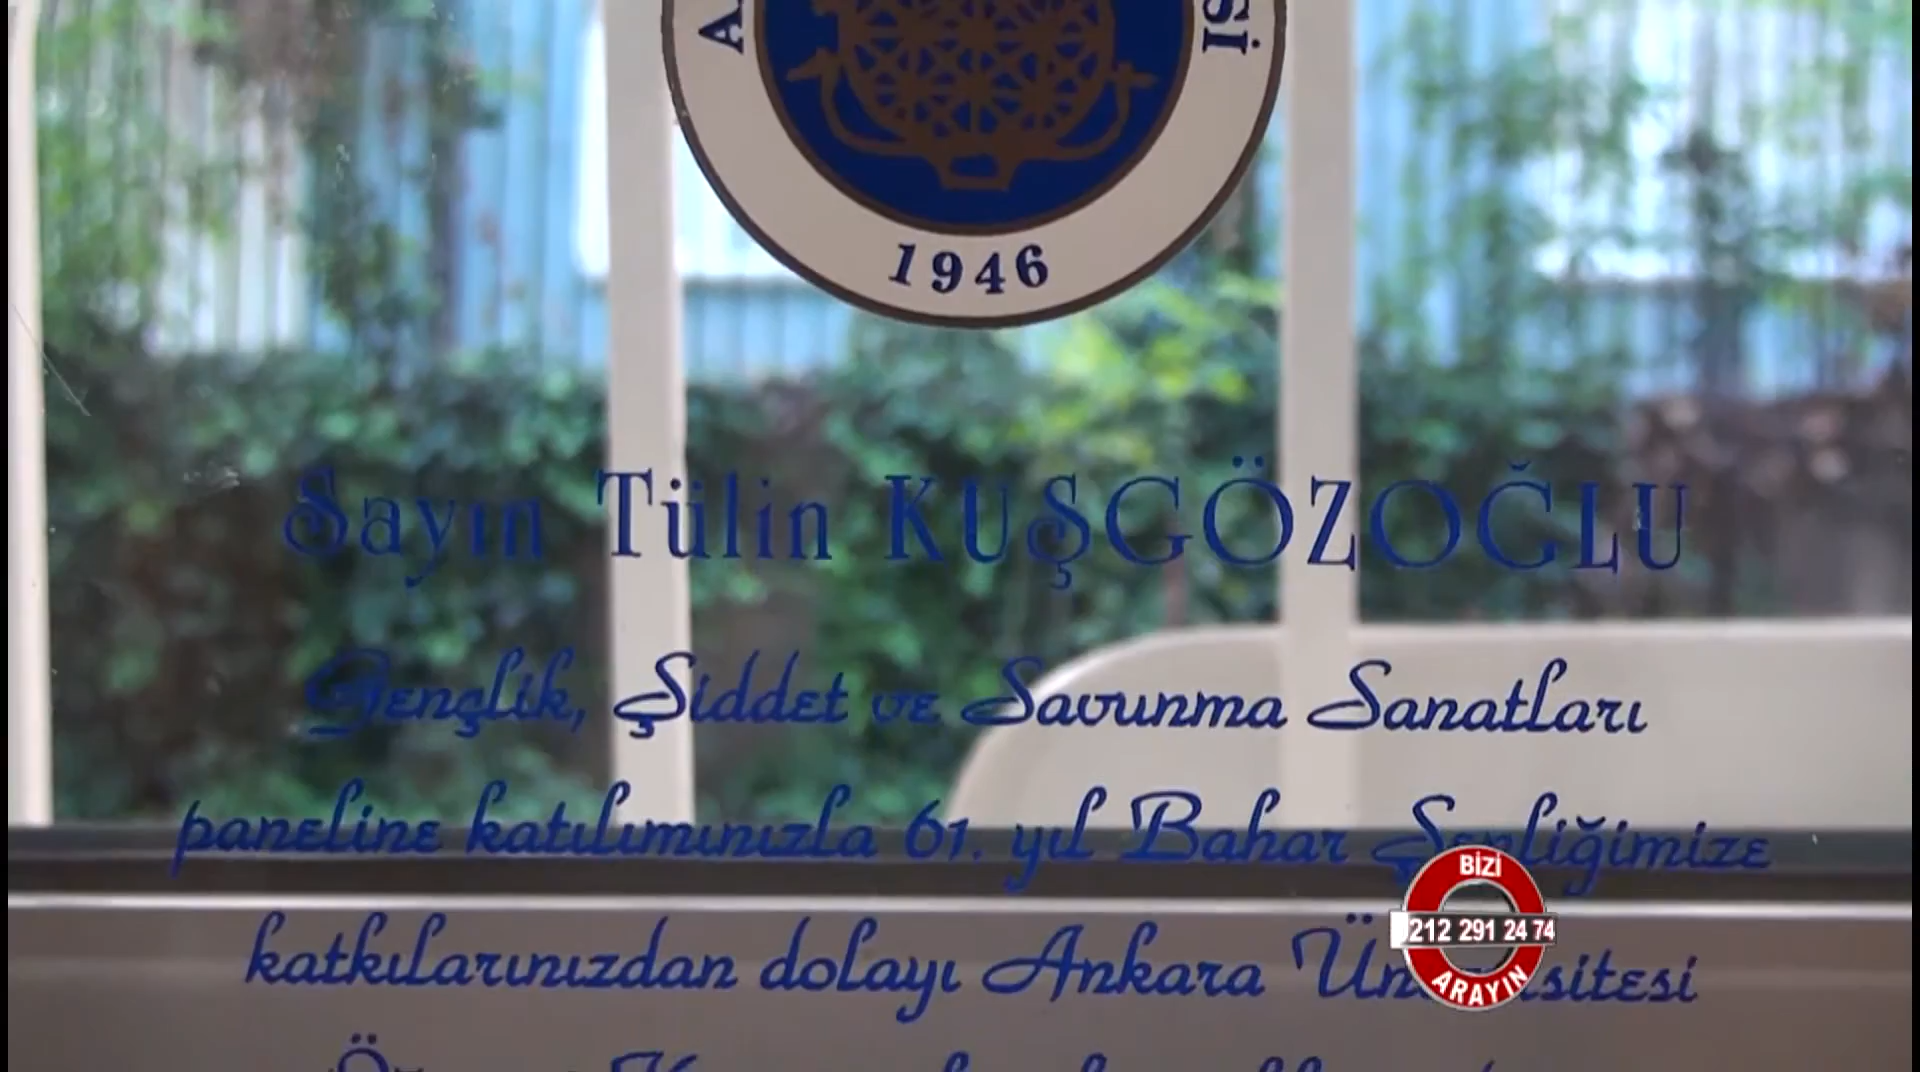 1946
Sayın Tülin KUŞGÖZOĞLU
Gençlik, Şiddet ve Savunma Sanatları
paneline katılımınızla 61. yıl Bahar Şenliğimize
katkılarınızdan dolayı Ankara
BİZİ
212 291 24 74
ARAYIN